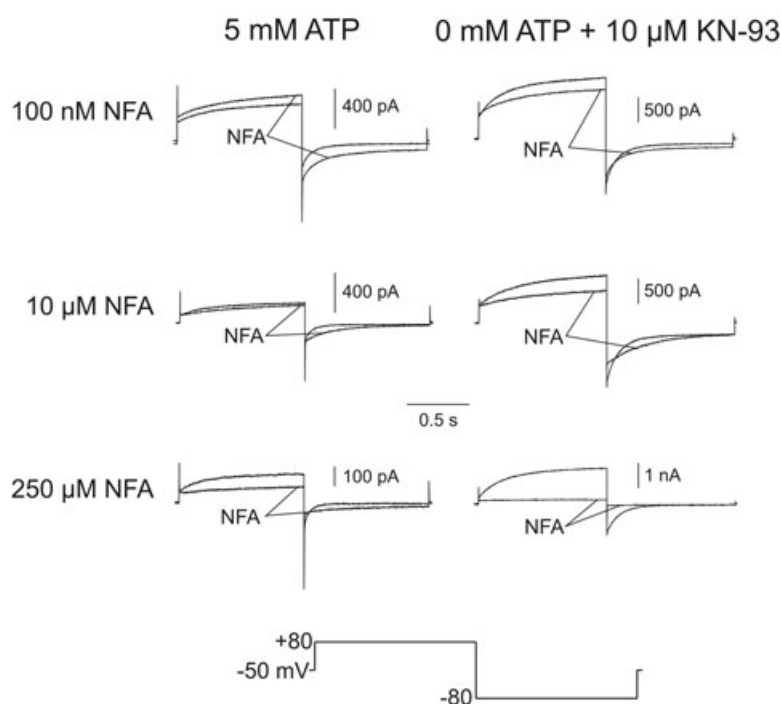 5 mM ATP 0 mM ATP + 10 µM KN-93
100 nM NFA 400 pA 500 pA
NFA NFA
10 µM NFA 400 pA 500 pA
NFA NFA
0.5 s
250 µM NFA 100 pA 1 nA
NFA NFA
+80
-50 mV
-80